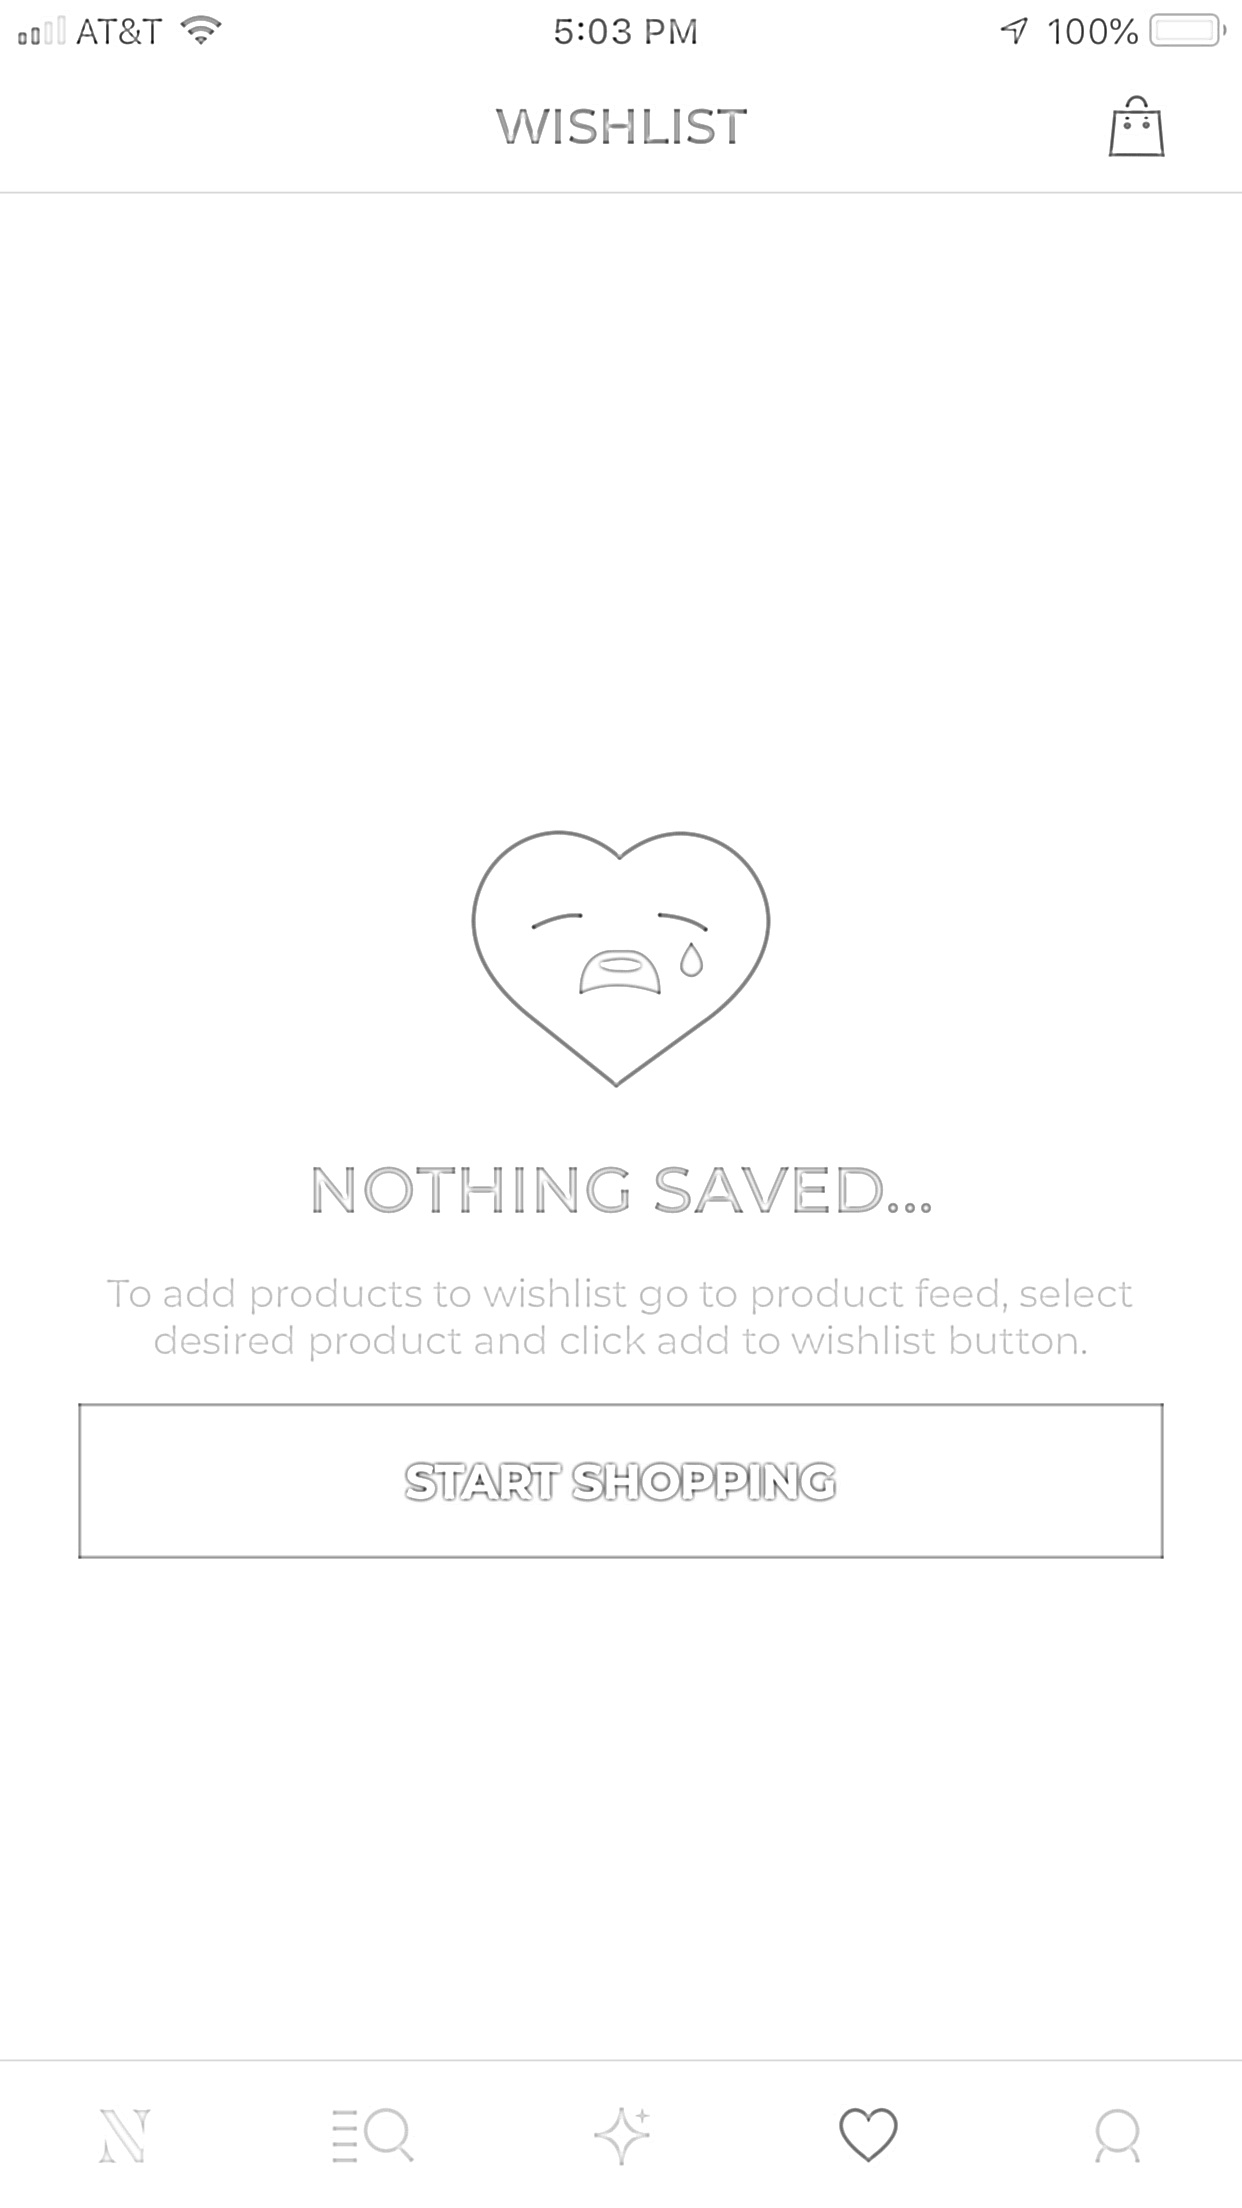 AT&T 5:03 PM 100%
WISHLIST
NOTHING SAVED...
To add products to wishlist go to product feed, select
desired product and click add to wishlist button.
START SHOPPING
N